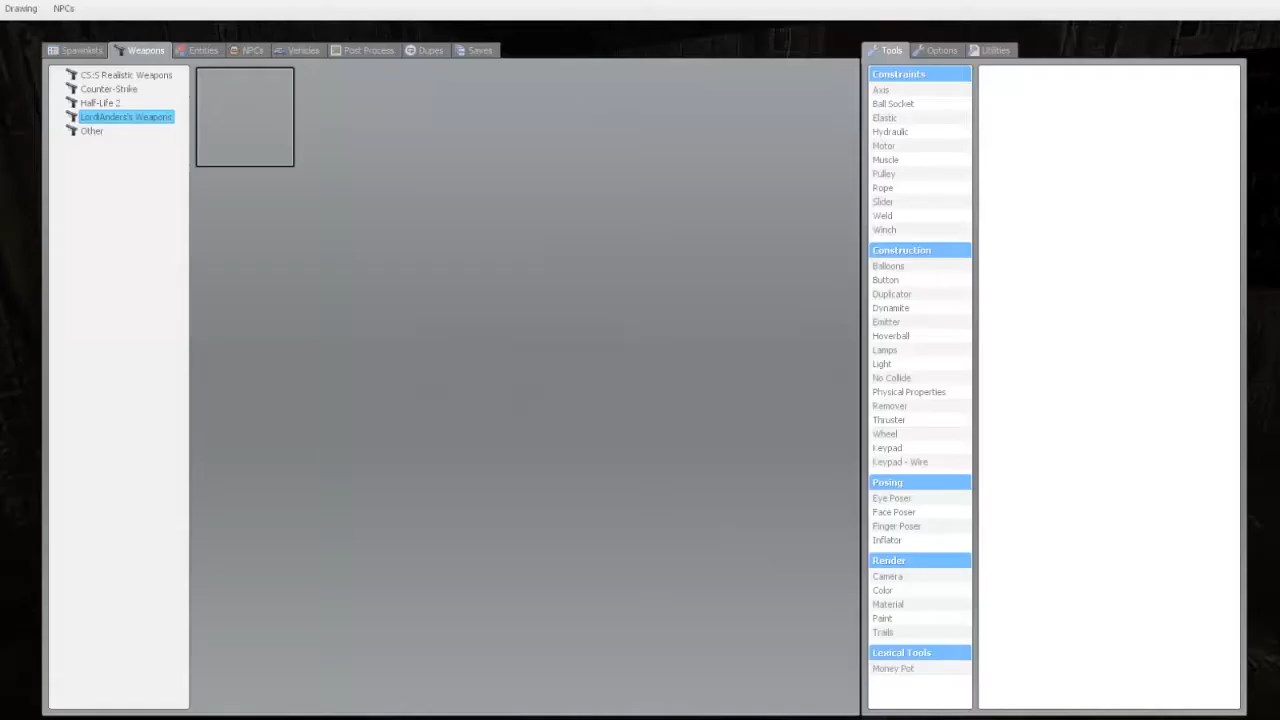 Drawing NPCs
Spawnlists Weapons Entities NPCs Vehicles Post Process Dupes Saves
Tools Options Utilities
CS:S Realistic Weapons
Counter-Strike
Half-Life 2
LordiAnders's Weapons
Other
Constraints
Axis
Ball Socket
Elastic
Hydraulic
Motor
Muscle
Pulley
Rope
Slider
Weld
Winch
Construction
Balloons
Button
Duplicator
Dynamite
Emitter
Hoverball
Lamps
Light
No Collide
Physical Properties
Remover
Thruster
Wheel
Keypad
Keypad - Wire
Posing
Eye Poser
Face Poser
Finger Poser
Inflator
Render
Camera
Color
Material
Paint
Trails
Lexical Tools
Money Pot